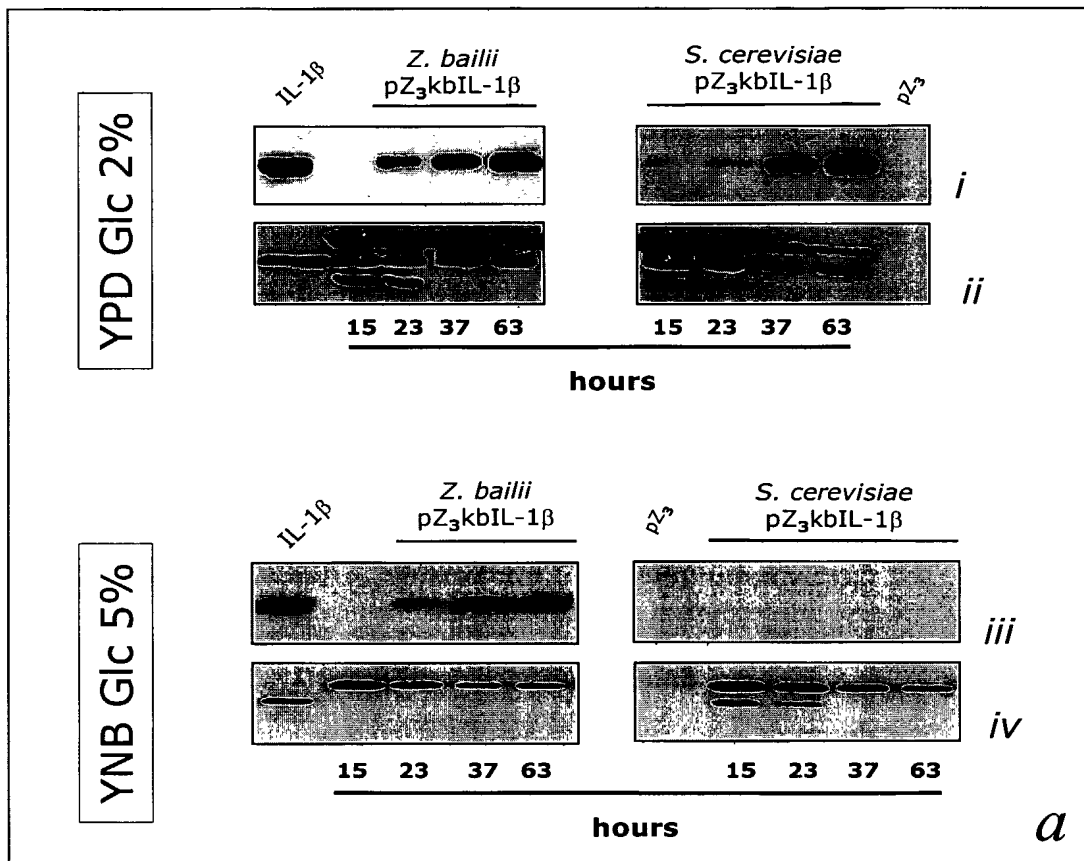 YPD Glc 2%
IL-1β
Z. bailii
pZ₃kbIL-1β
S. cerevisiae
pZ₃kbIL-1β
pZ₃
i
ii
15 23 37 63
15 23 37 63
hours
YNB Glc 5%
IL-1β
Z. bailii
pZ₃kbIL-1β
pZ₃
S. cerevisiae
pZ₃kbIL-1β
iii
iv
15 23 37 63
15 23 37 63
hours
a